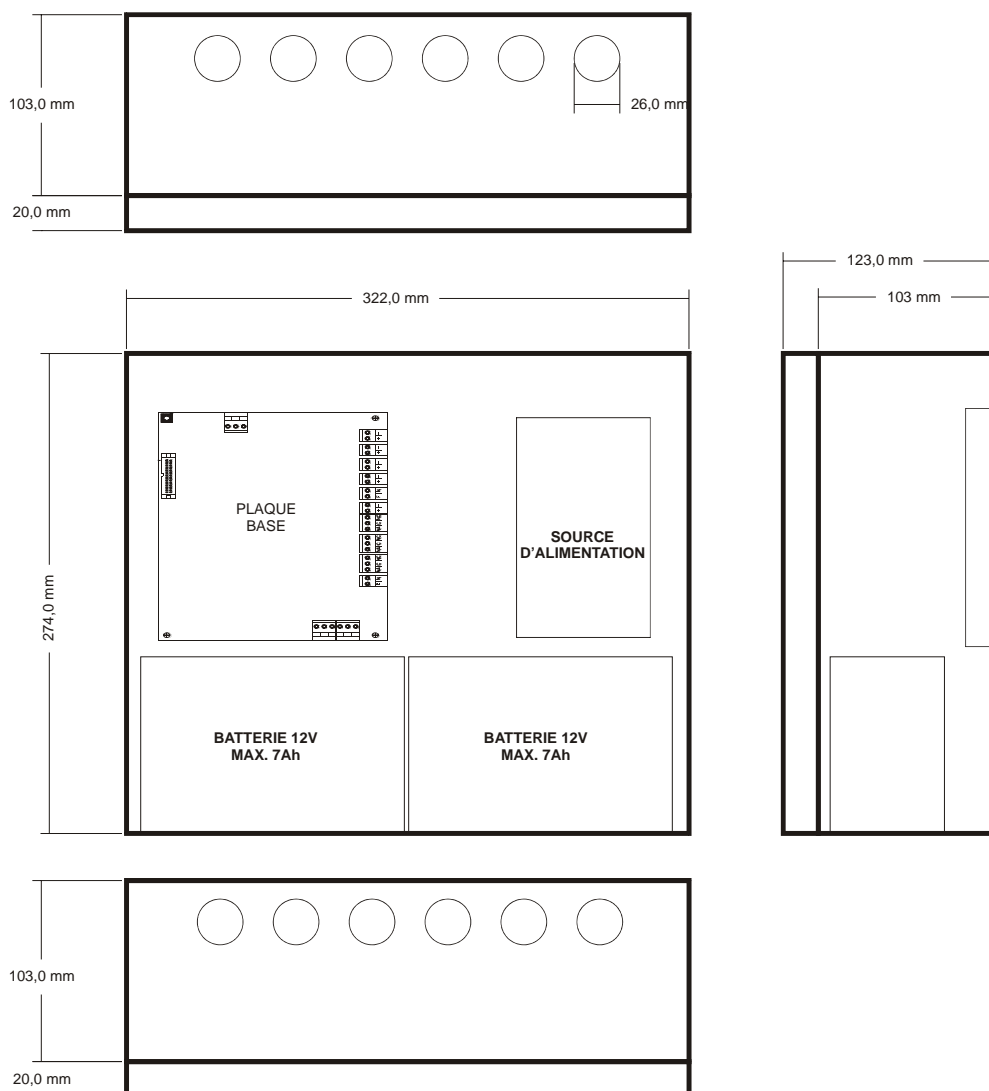 103,0 mm
26,0 mm
20,0 mm
123,0 mm
322,0 mm
103 mm
274,0 mm
PLAQUE
BASE
SOURCE
D'ALIMENTATION
BATTERIE 12V
MAX. 7Ah
BATTERIE 12V
MAX. 7Ah
103,0 mm
20,0 mm